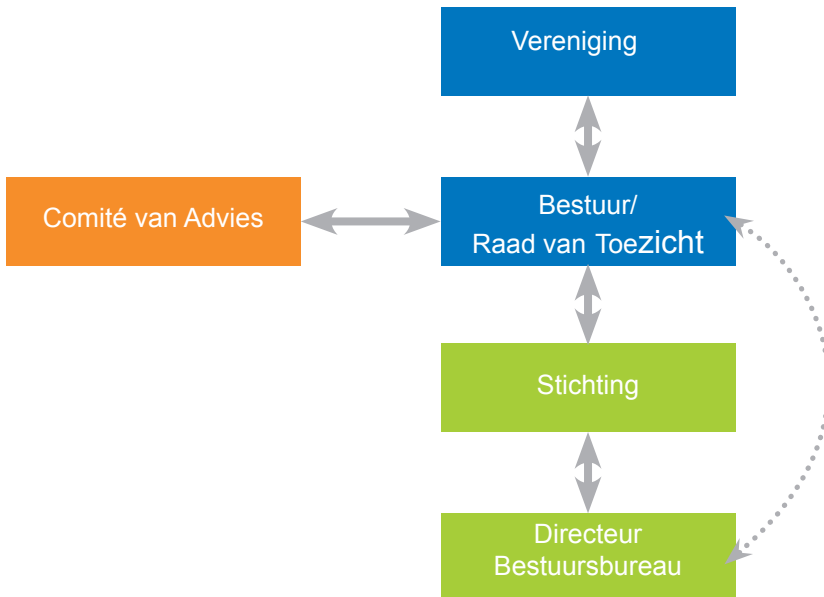 Vereniging
Comité van Advies
Bestuur/
Raad van Toezicht
Stichting
Directeur
Bestuursbureau